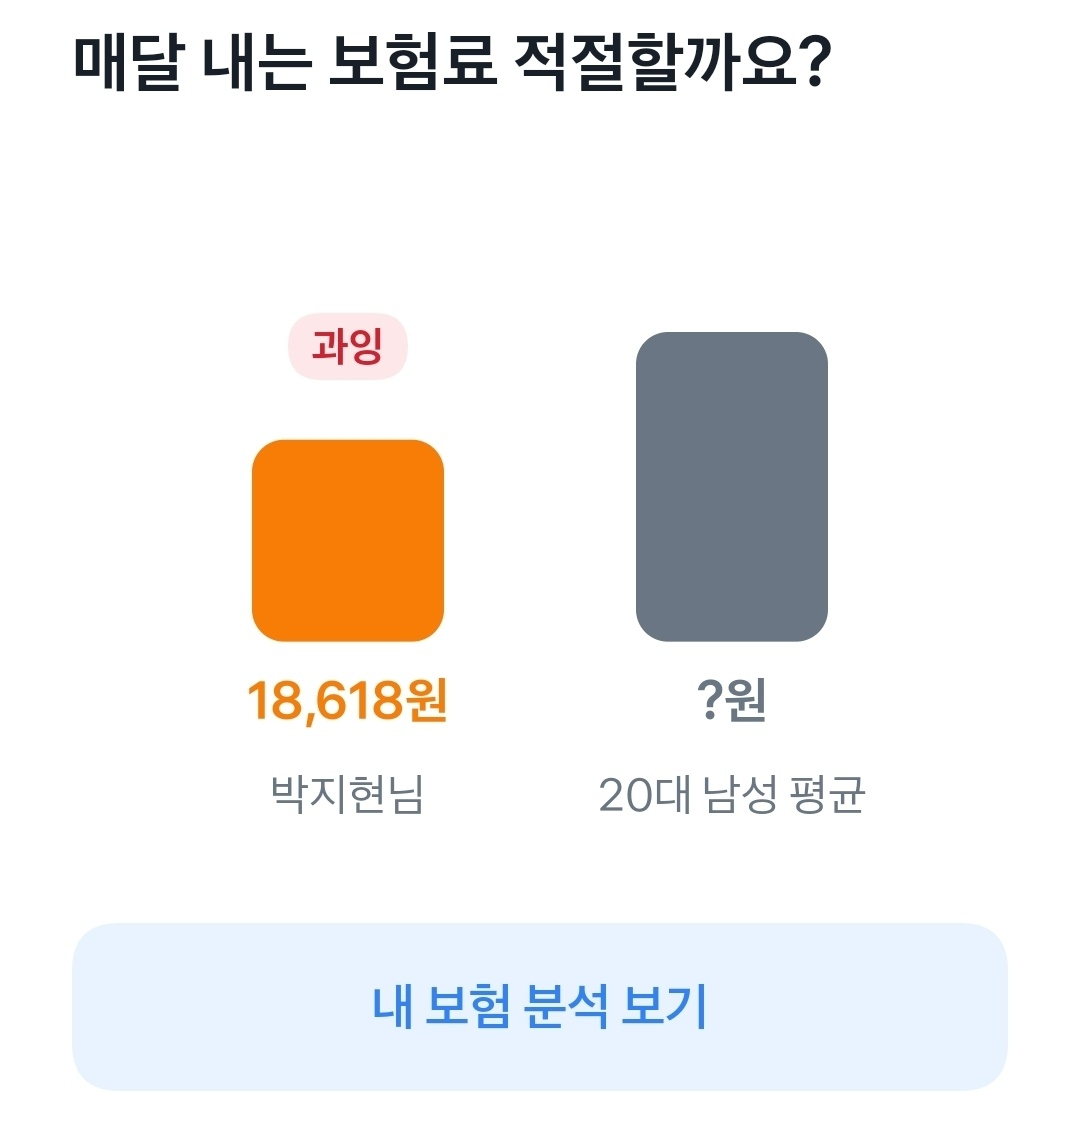 매달 내는 보험료 적절할까요?
과잉
18,618원
?원
박지현님
20대 남성 평균
내 보험 분석 보기